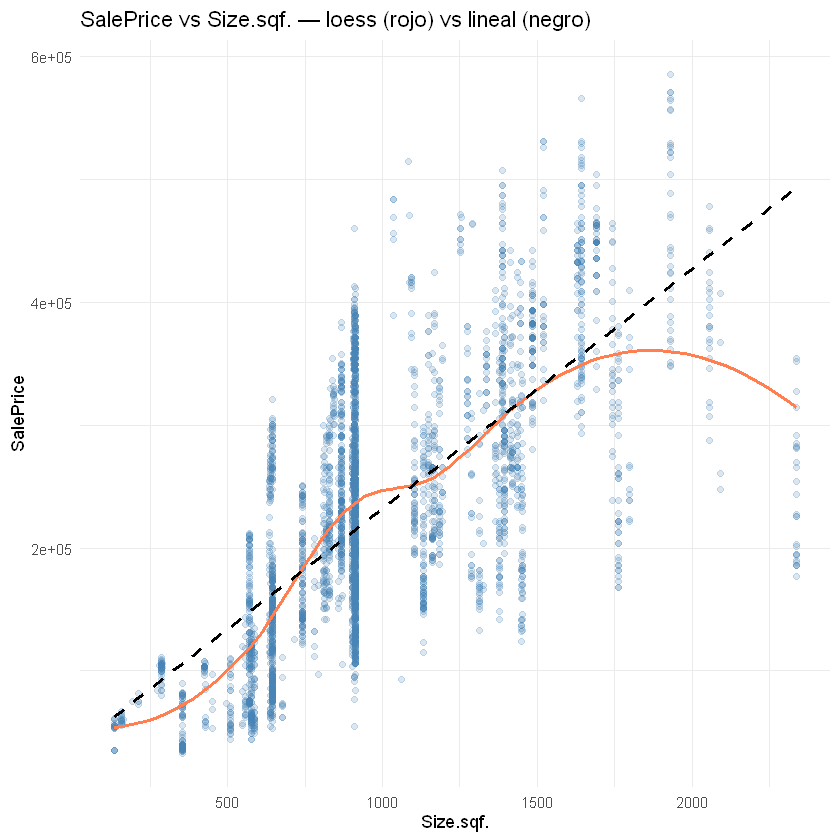 SalePrice vs Size.sqf. — loess (rojo) vs lineal (negro)
6e+05
4e+05
2e+05
SalePrice
500 1000 1500 2000
Size.sqf.